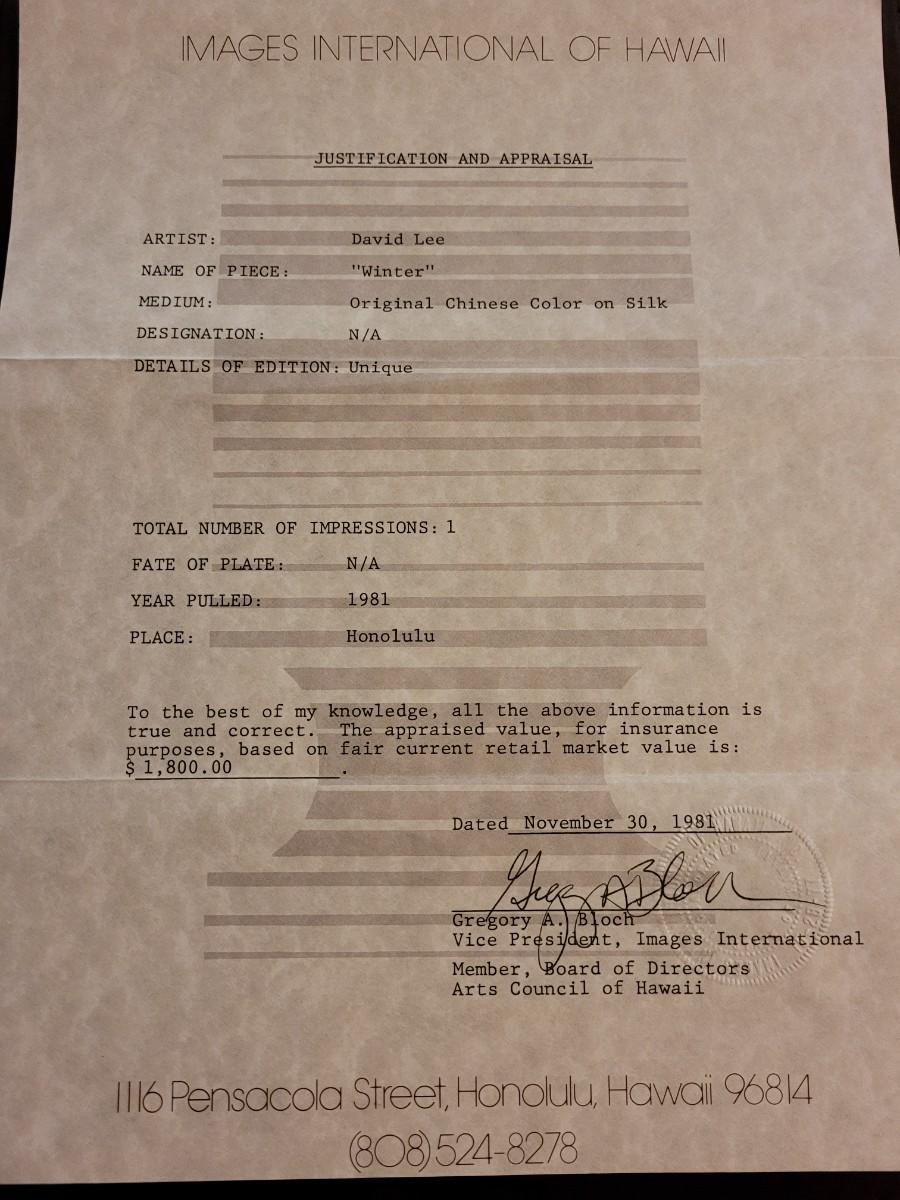 IMAGES INTERNATIONAL OF HAWAII
JUSTIFICATION AND APPRAISAL
ARTIST: David Lee
NAME OF PIECE: "Winter"
MEDIUM: Original Chinese Color on Silk
DESIGNATION: N/A
DETAILS OF EDITION: Unique
TOTAL NUMBER OF IMPRESSIONS: 1
FATE OF PLATE: N/A
YEAR PULLED: 1981
PLACE: Honolulu
To the best of my knowledge, all the above information is
true and correct. The appraised value, for insurance
purposes, based on fair current retail market value is:
$ 1,800.00.
Dated November 30, 1981
Greg A Bloch
Gregory A. Bloch
Vice President, Images International
Member, Board of Directors
Arts Council of Hawaii
1116 Pensacola Street, Honolulu, Hawaii 96814
(808) 524-8278